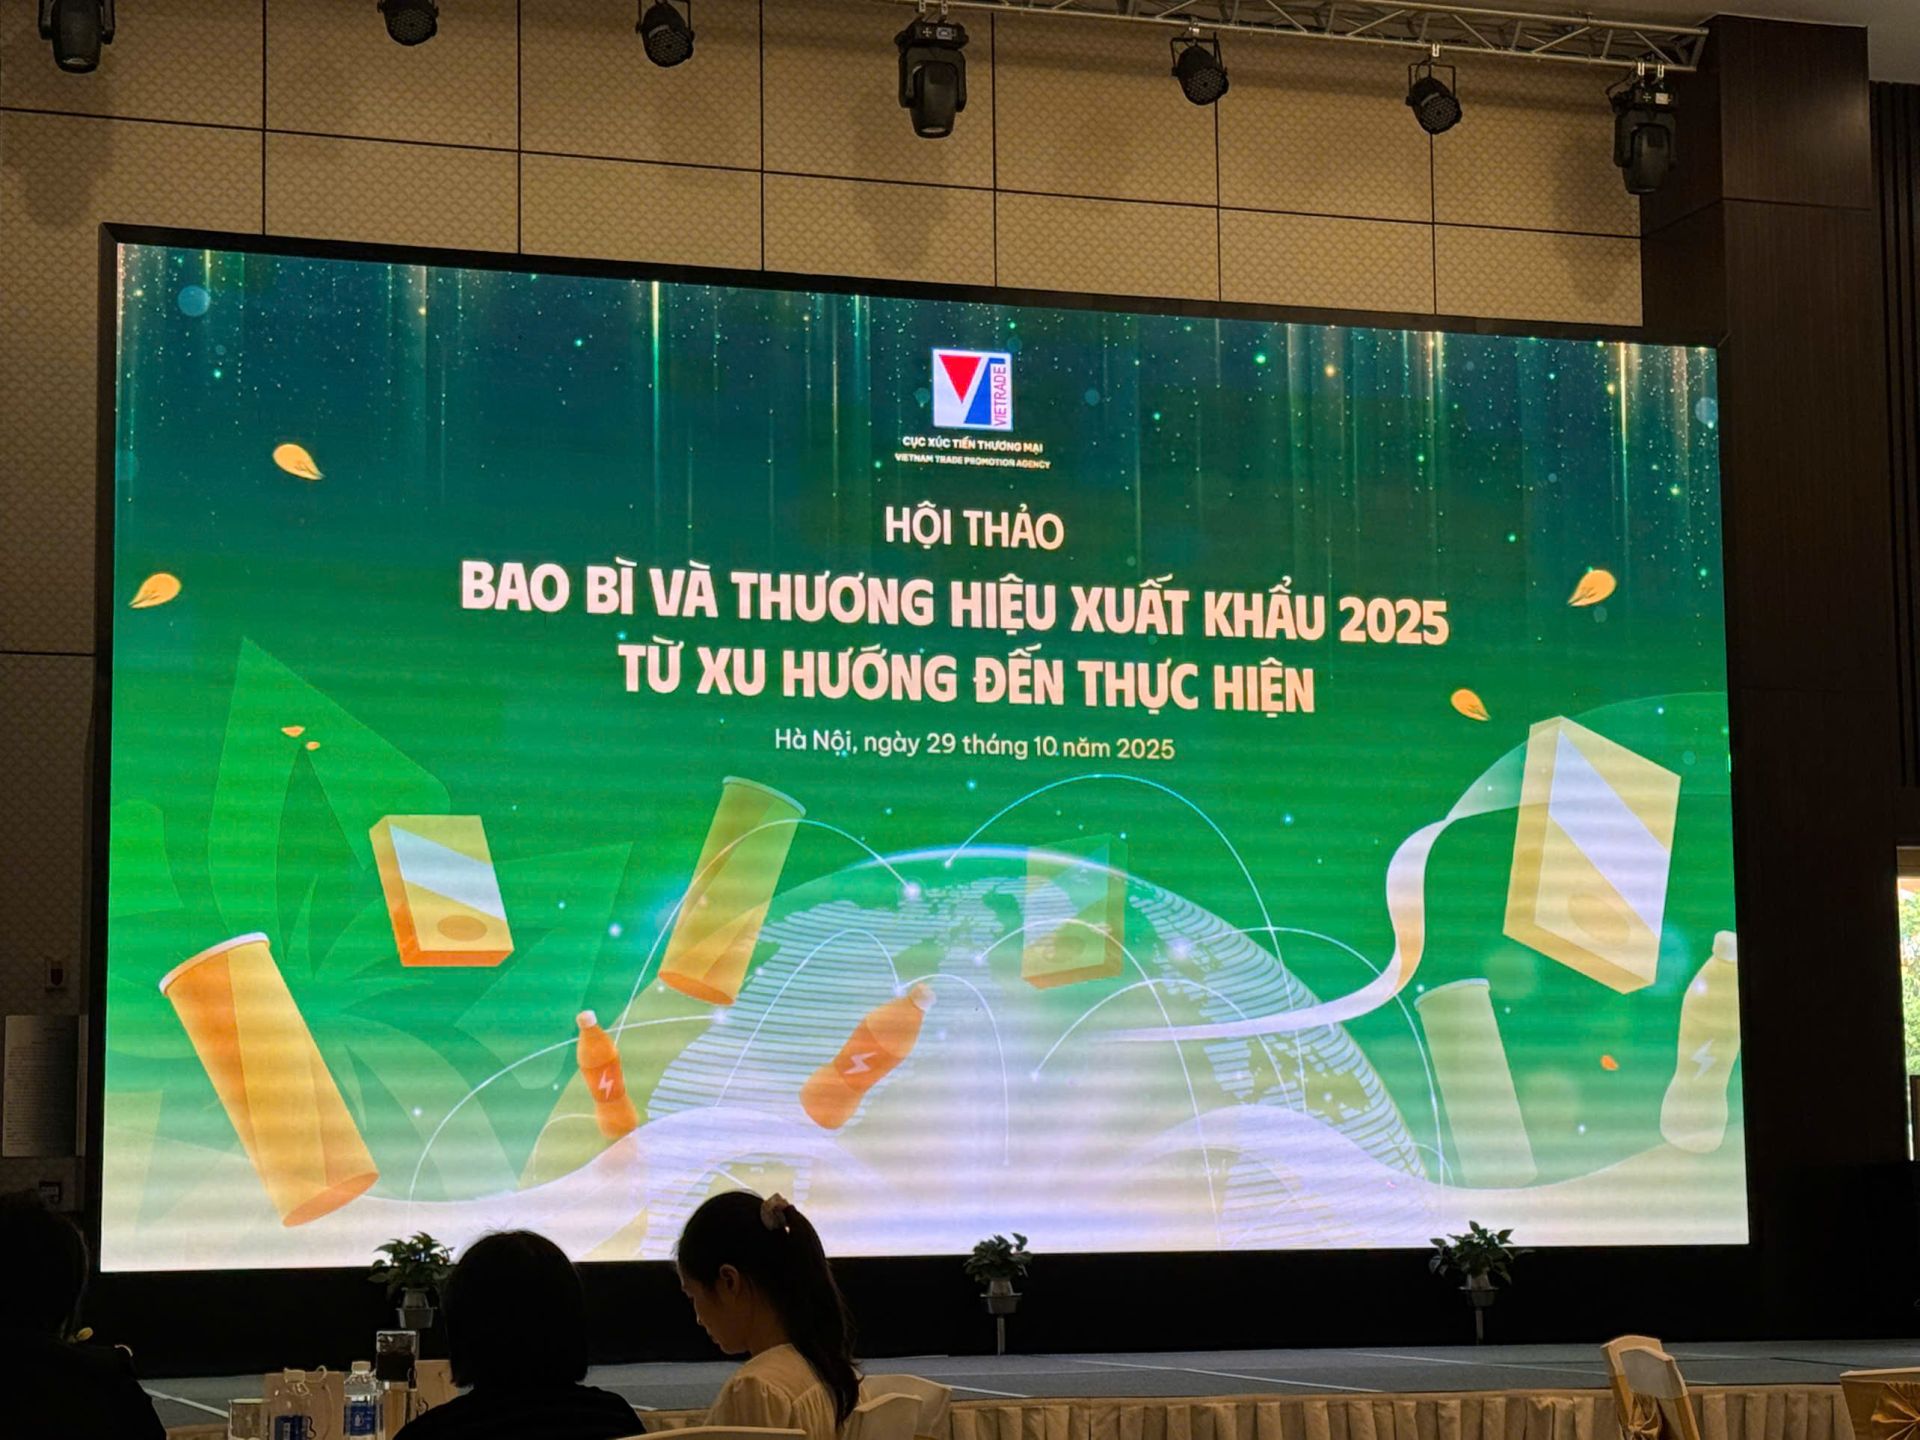 VIETRADE
CỤC XÚC TIẾN THƯƠNG MẠI
VIETNAM TRADE PROMOTION AGENCY
HỘI THẢO
BAO BÌ VÀ THƯƠNG HIỆU XUẤT KHẨU 2025
TỪ XU HƯỚNG ĐẾN THỰC HIỆN
Hà Nội, ngày 29 tháng 10 năm 2025